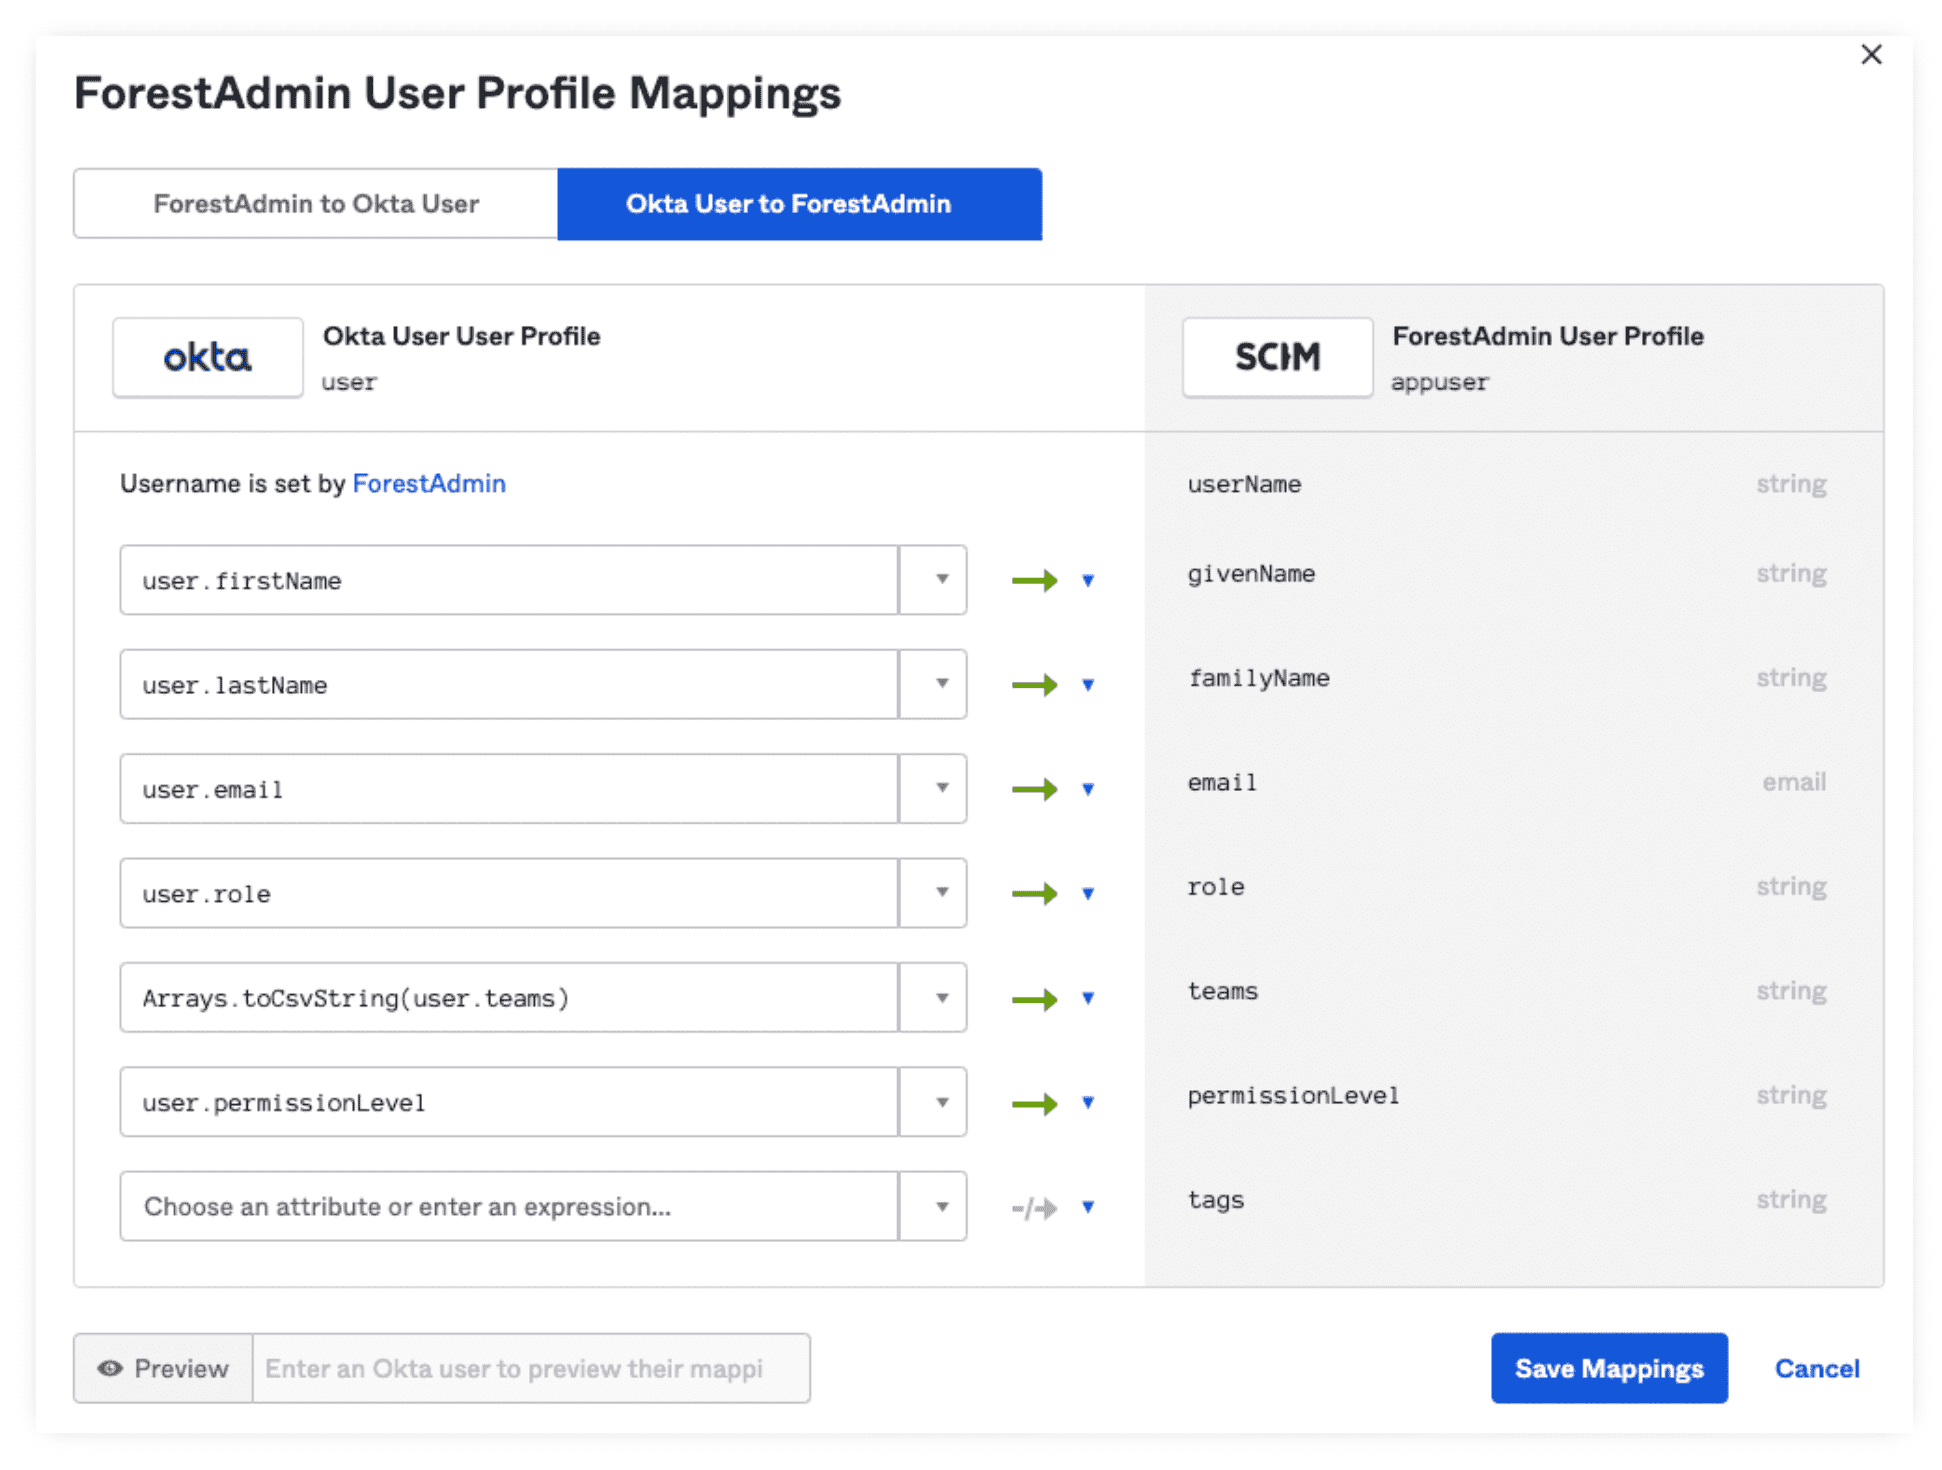 ForestAdmin User Profile Mappings
ForestAdmin to Okta User
Okta User to ForestAdmin
okta
Okta User User Profile
user
SCIM
ForestAdmin User Profile
appuser
Username is set by ForestAdmin
userName
string
user.firstName
givenName
string
user.lastName
familyName
string
user.email
email
email
user.role
role
string
Arrays.toCsvString(user.teams)
teams
string
user.permissionLevel
permissionLevel
string
Choose an attribute or enter an expression...
tags
string
Preview
Enter an Okta user to preview their mappi
Save Mappings
Cancel